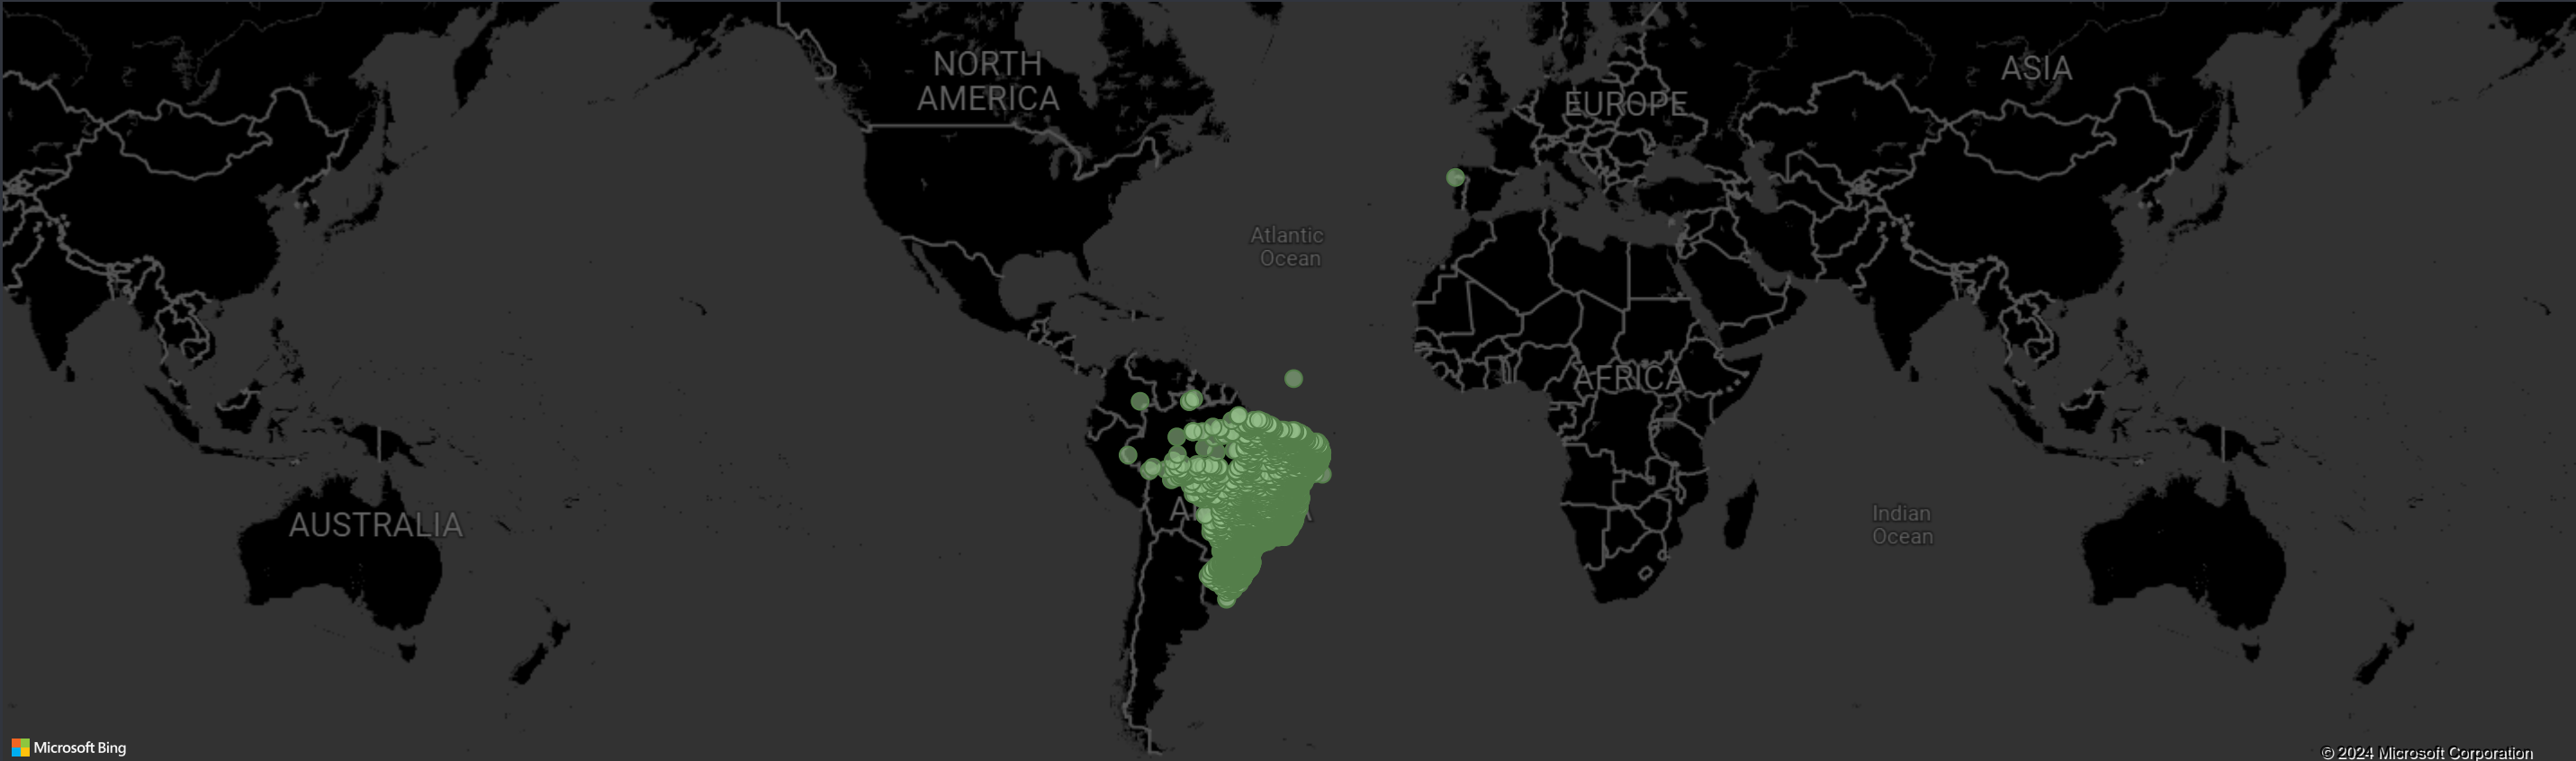 NORTH
AMERICA
ASIA
EUROPE
Atlantic
Ocean
AFRICA
AUSTRALIA
Indian
Ocean
Microsoft Bing
© 2024 Microsoft Corporation